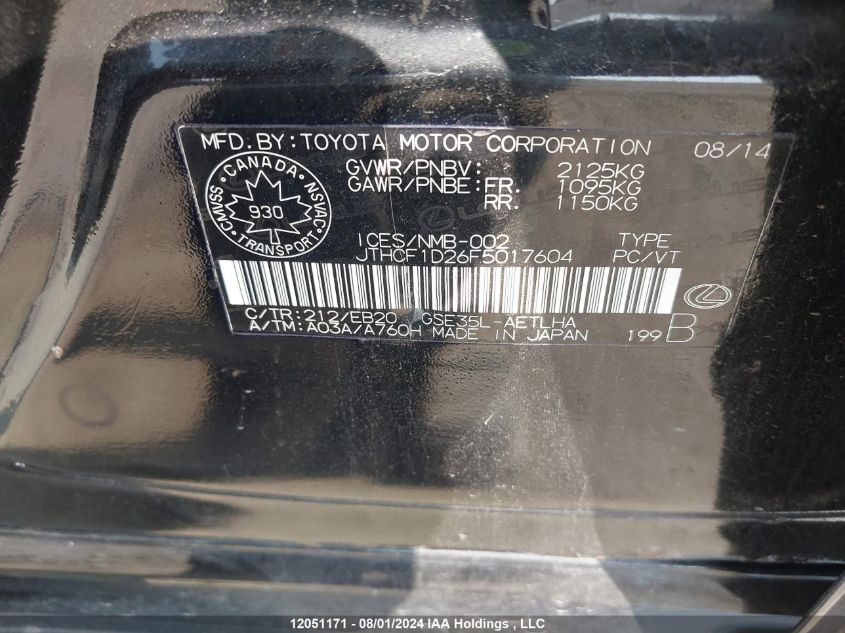 MFD.BY:TOYOTA MOTOR CORPORATION 08/14
GVWR/PNBV: 2125KG
GAWR/PNBE:FR: 1095KG
RR: 1150KG
CANADA
CMVSS NSVAC
930
TRANSPORT
ICES/NMB-002 TYPE
JTHCF1D26F5017604 PC/VT
C/TR:212/EB20 GSE35L-AETLHA
A/TM:A03A/A760H MADE IN JAPAN 199B
12051171 - 08/01/2024 IAA Holdings , LLC